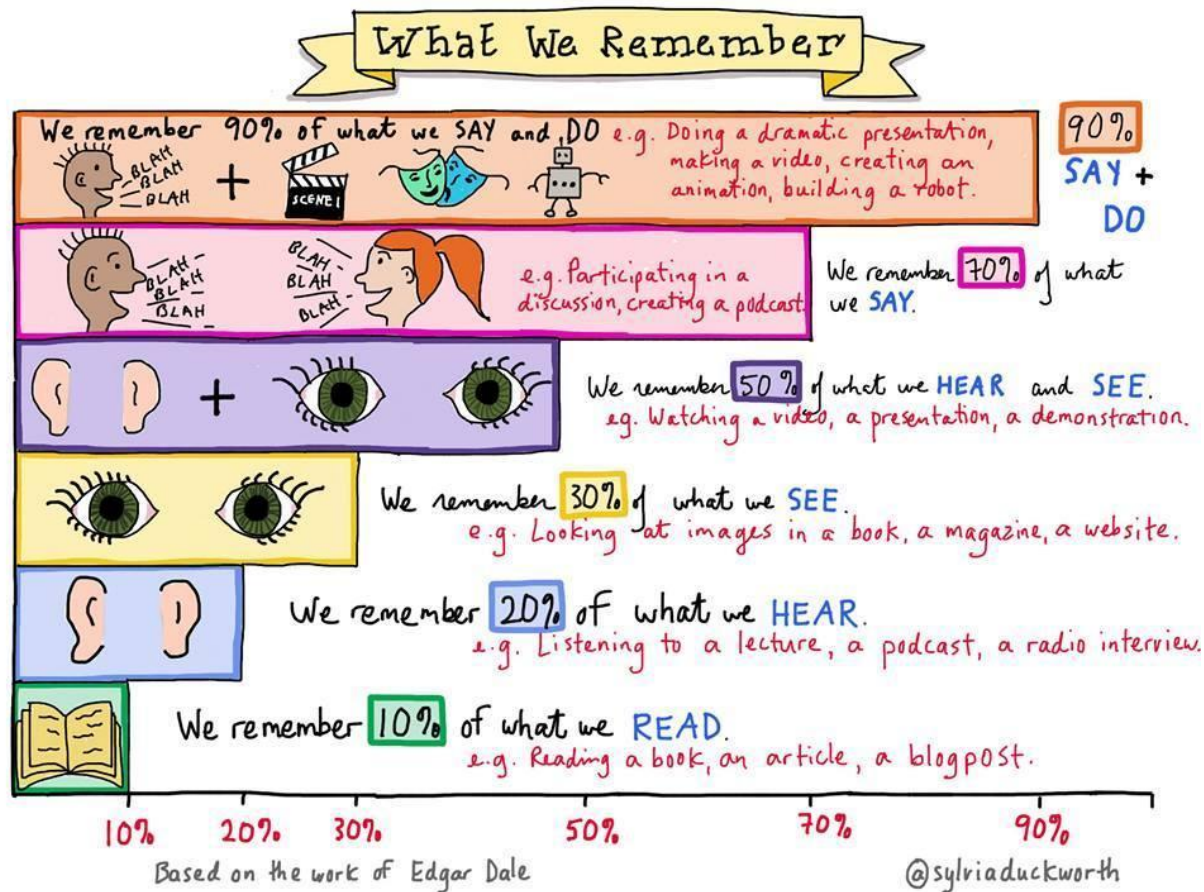 What We Remember
We remember 90% of what we SAY and DO e.g. Doing a dramatic presentation,
making a video, creating an
animation, building a robot.
BLAH
BLAH
BLAH
+
SCENE 1
90%
SAY +
DO
BLAH
BLAH
BLAH
BLAH
BLAH
BLAH
BLAH
e.g. Participating in a
discussion, creating a podcast.
We remember 70% of what
we SAY.
+
We remember 50% of what we HEAR and SEE.
eg. Watching a video, a presentation, a demonstration.
We remember 30% of what we SEE.
e.g. Looking at images in a book, a magazine, a website.
We remember 20% of what we HEAR.
e.g. Listening to a lecture, a podcast, a radio interview.
We remember 10% of what we READ.
e.g. Reading a book, an article, a blogpost.
10% 20% 30% 50% 70% 90%
Based on the work of Edgar Dale
@sylviaduckworth